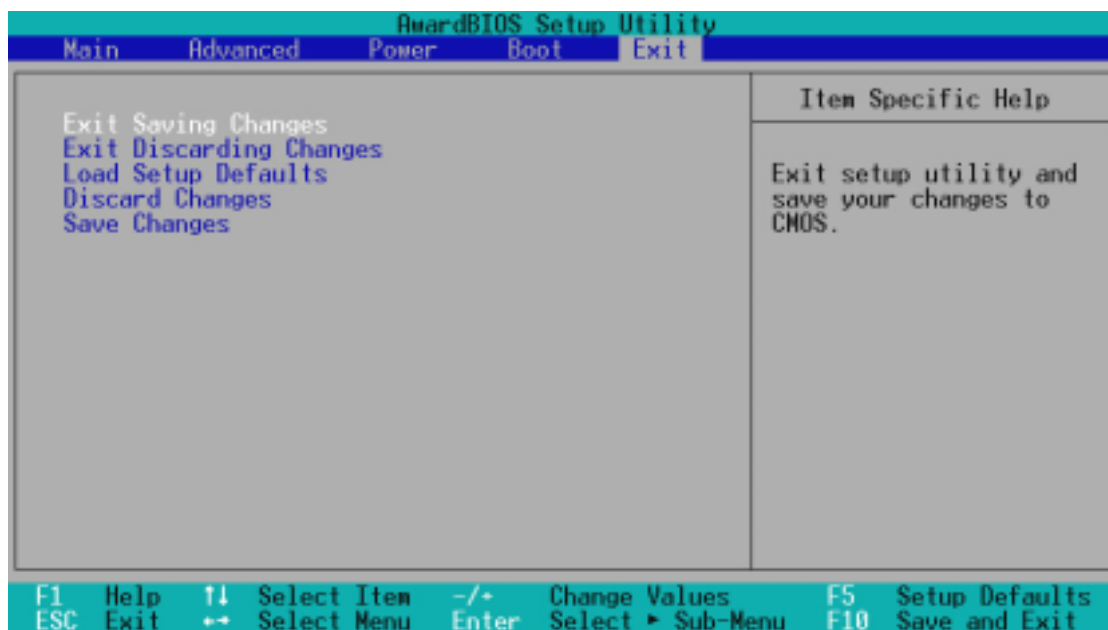 AwardBIOS Setup Utility
Main Advanced Power Boot Exit
Exit Saving Changes
Exit Discarding Changes
Load Setup Defaults
Discard Changes
Save Changes
Item Specific Help
Exit setup utility and
save your changes to
CMOS.
F1 Help ↑↓ Select Item -/+ Change Values F5 Setup Defaults
ESC Exit ←→ Select Menu Enter Select ► Sub-Menu F10 Save and Exit